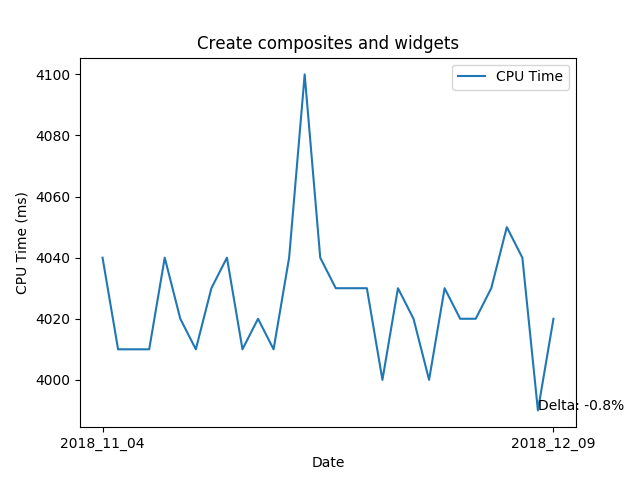 Create composites and widgets
CPU Time
4100
4080
4060
4040
4020
4000
CPU Time (ms)
Delta: -0.8%
2018_11_04
2018_12_09
Date